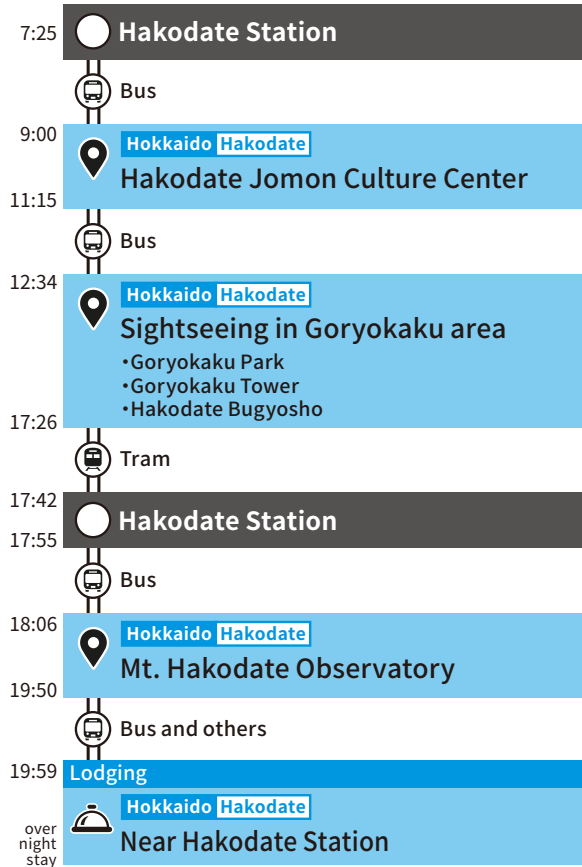 7:25 Hakodate Station
Bus
9:00
Hokkaido Hakodate
Hakodate Jomon Culture Center
11:15
Bus
12:34
Hokkaido Hakodate
Sightseeing in Goryokaku area
・Goryokaku Park
・Goryokaku Tower
・Hakodate Bugyosho
17:26
Tram
17:42
Hakodate Station
17:55
Bus
18:06
Hokkaido Hakodate
Mt. Hakodate Observatory
19:50
Bus and others
19:59 Lodging
Hokkaido Hakodate
Near Hakodate Station
over
night
stay